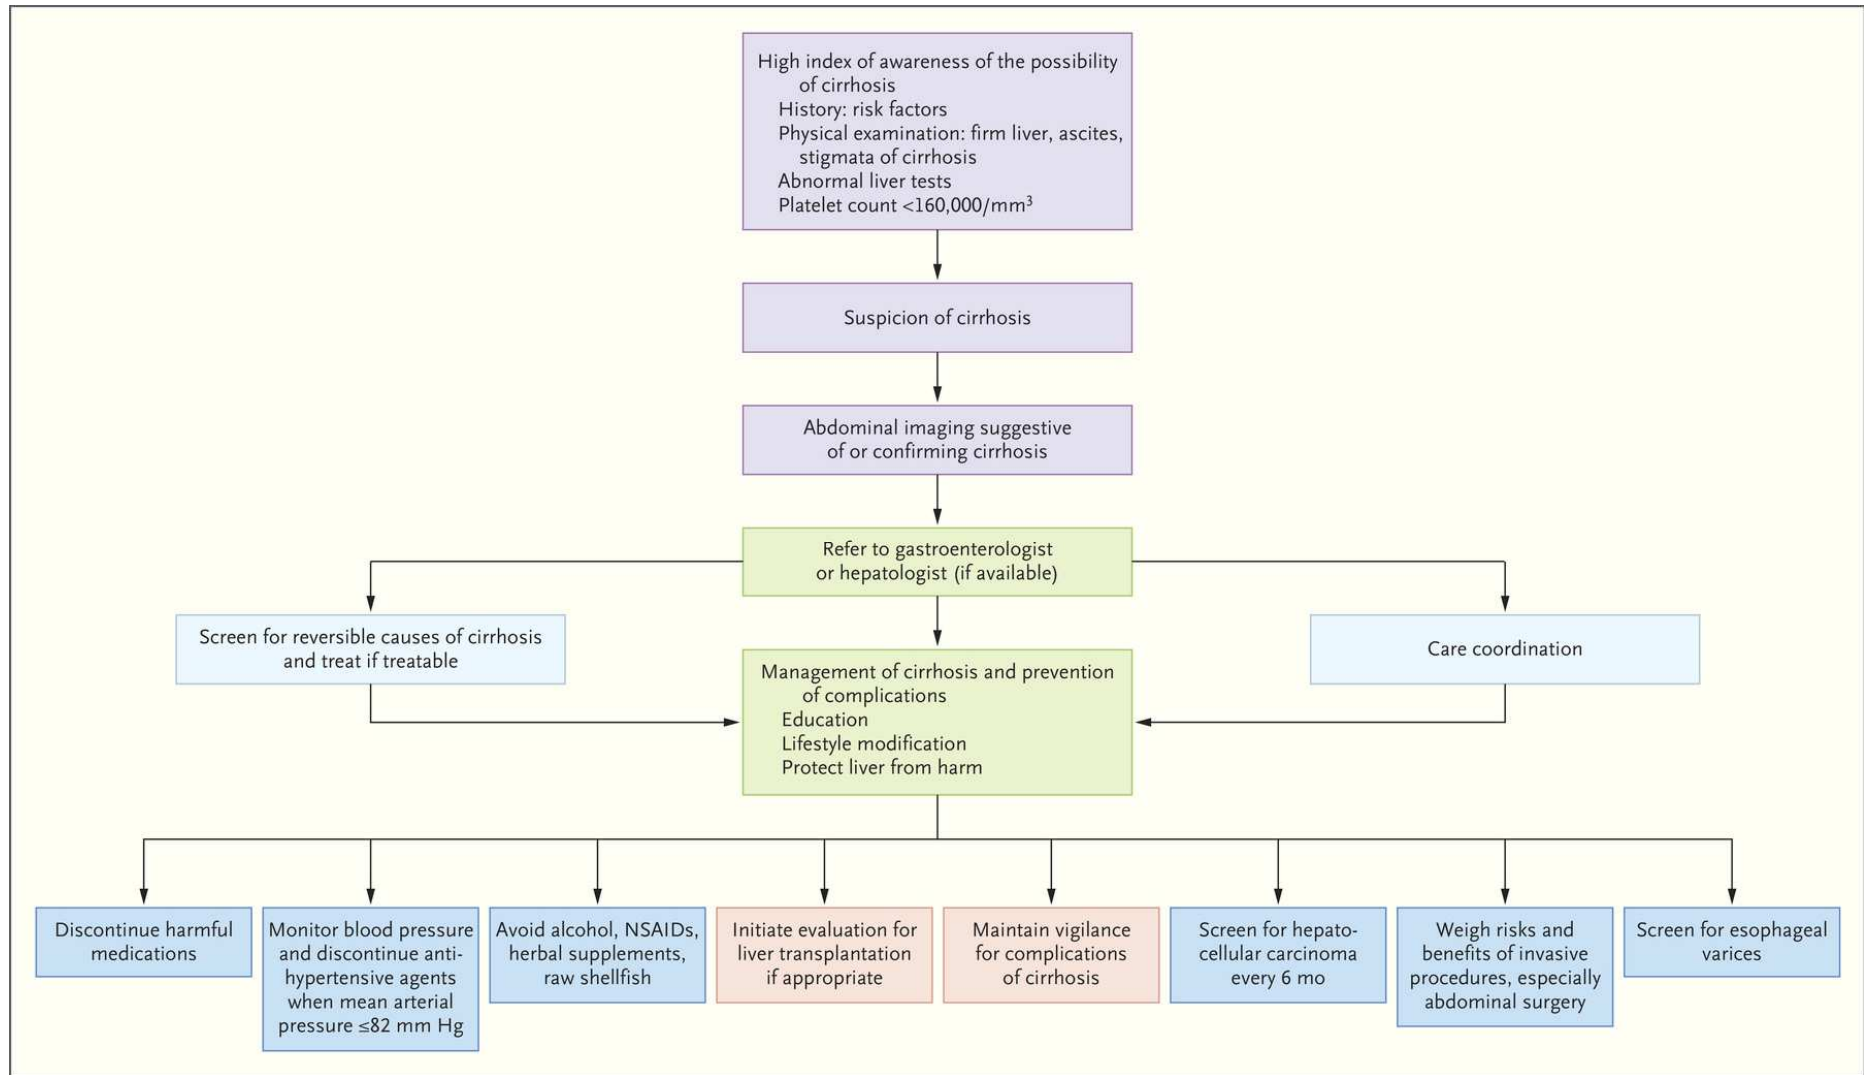 High index of awareness of the possibility
of cirrhosis
History: risk factors
Physical examination: firm liver, ascites,
stigmata of cirrhosis
Abnormal liver tests
Platelet count <160,000/mm³
Suspicion of cirrhosis
Abdominal imaging suggestive
of or confirming cirrhosis
Refer to gastroenterologist
or hepatologist (if available)
Screen for reversible causes of cirrhosis
and treat if treatable
Care coordination
Management of cirrhosis and prevention
of complications
Education
Lifestyle modification
Protect liver from harm
Discontinue harmful
medications
Monitor blood pressure
and discontinue anti-
hypertensive agents
when mean arterial
pressure ≤82 mm Hg
Avoid alcohol, NSAIDs,
herbal supplements,
raw shellfish
Initiate evaluation for
liver transplantation
if appropriate
Maintain vigilance
for complications
of cirrhosis
Screen for hepato-
cellular carcinoma
every 6 mo
Weigh risks and
benefits of invasive
procedures, especially
abdominal surgery
Screen for esophageal
varices